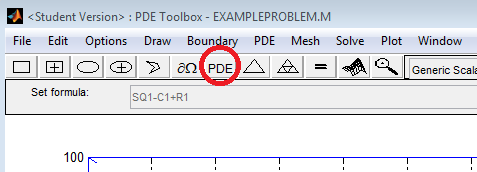 <Student Version> : PDE Toolbox - EXAMPLEPROBLEM.M
File Edit Options Draw Boundary PDE Mesh Solve Plot Window
∂Ω PDE = Generic Scala
Set formula: SQ1-C1+R1
100